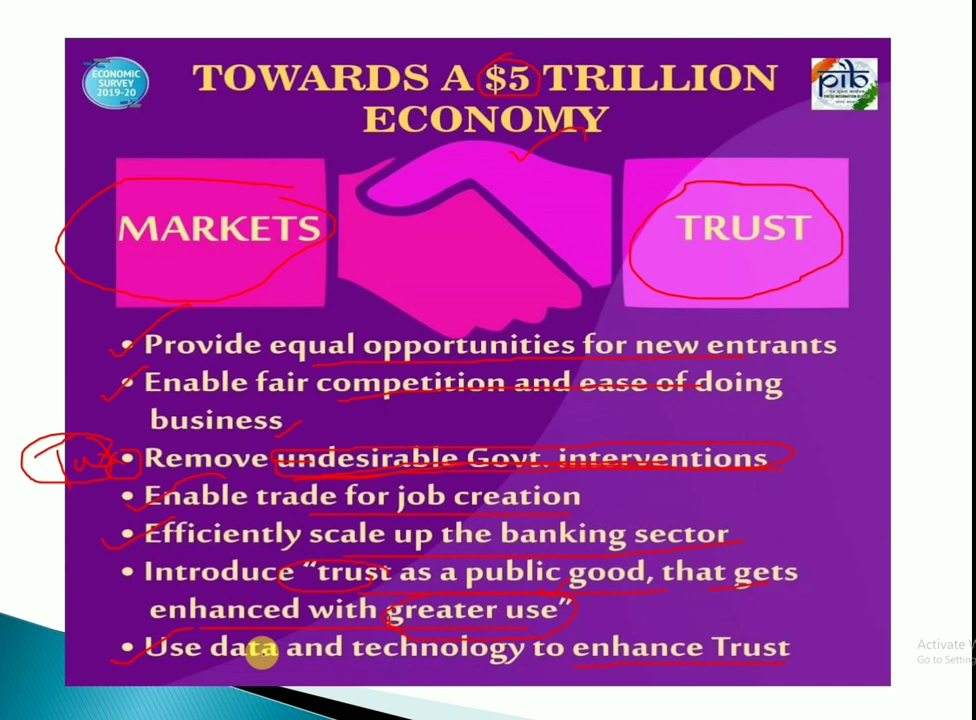 ECONOMIC
SURVEY
2019-20
TOWARDS A $5 TRILLION
ECONOMY
pib
MARKETS
TRUST
• Provide equal opportunities for new entrants
• Enable fair competition and ease of doing
business
Tax
• Remove undesirable Govt. interventions
• Enable trade for job creation
• Efficiently scale up the banking sector
• Introduce “trust as a public good, that gets
enhanced with greater use”
• Use data and technology to enhance Trust
Activate
Go to Setting